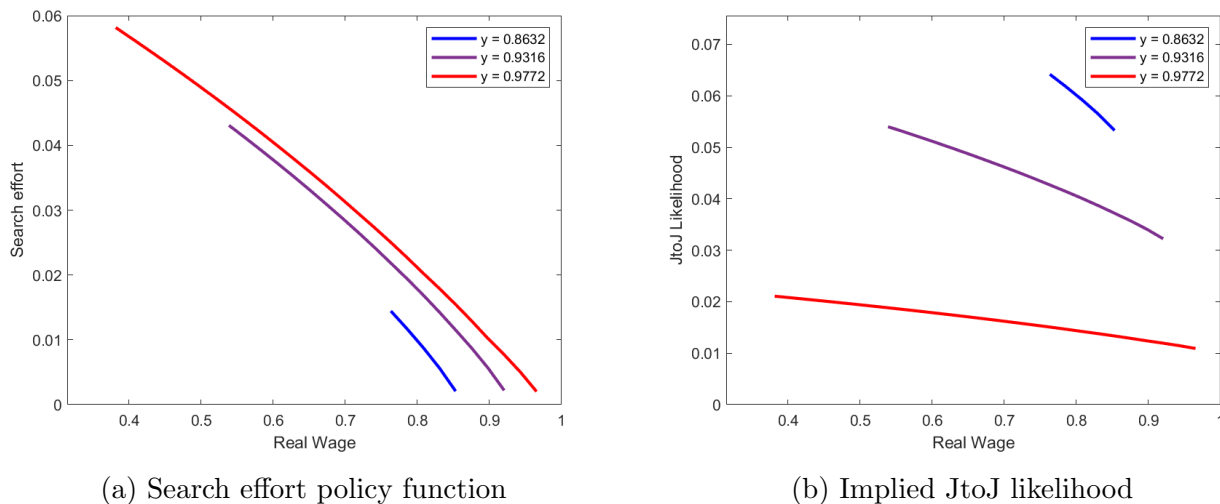 0.06
0.05
0.04
0.03
0.02
0.01
0
Search effort
0.4 0.5 0.6 0.7 0.8 0.9 1
Real Wage
y = 0.8632
y = 0.9316
y = 0.9772
(a) Search effort policy function
0.07
0.06
0.05
0.04
0.03
0.02
0.01
0
JtoJ Likelihood
0.4 0.5 0.6 0.7 0.8 0.9 1
Real Wage
y = 0.8632
y = 0.9316
y = 0.9772
(b) Implied JtoJ likelihood